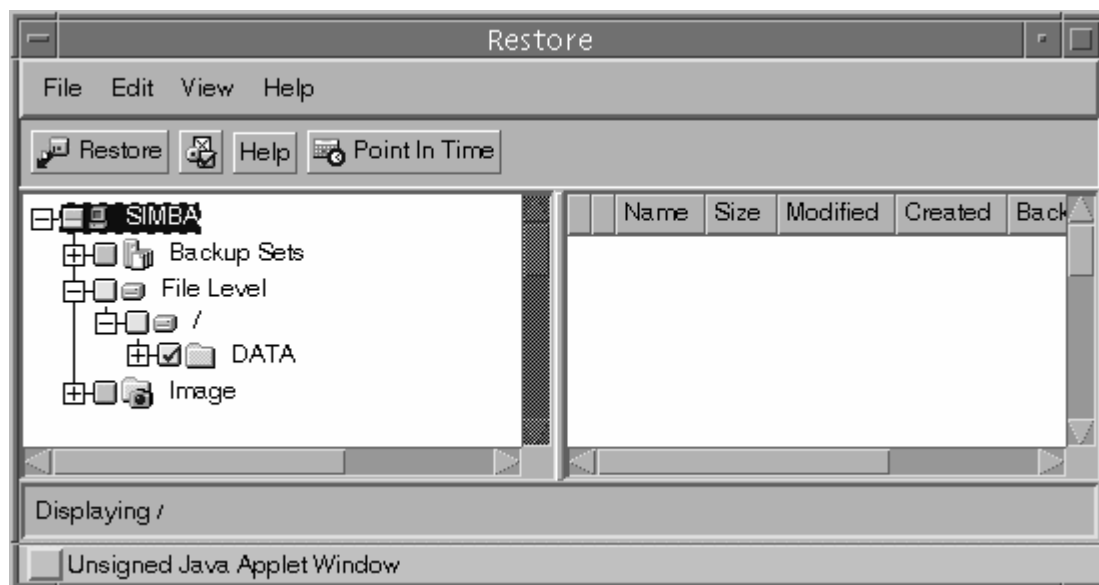 Restore
File Edit View Help
Restore Help Point In Time
SIMBA
Backup Sets
File Level
/
DATA
Image
Name Size Modified Created Back
Displaying /
Unsigned Java Applet Window